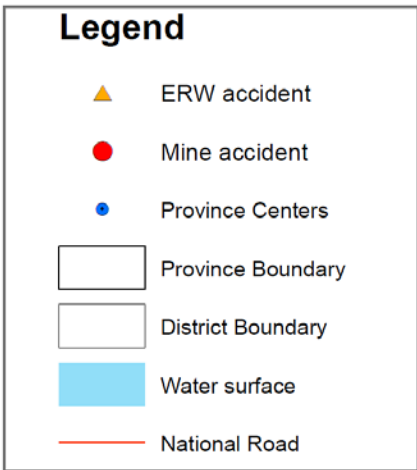 Legend
ERW accident
Mine accident
Province Centers
Province Boundary
District Boundary
Water surface
National Road